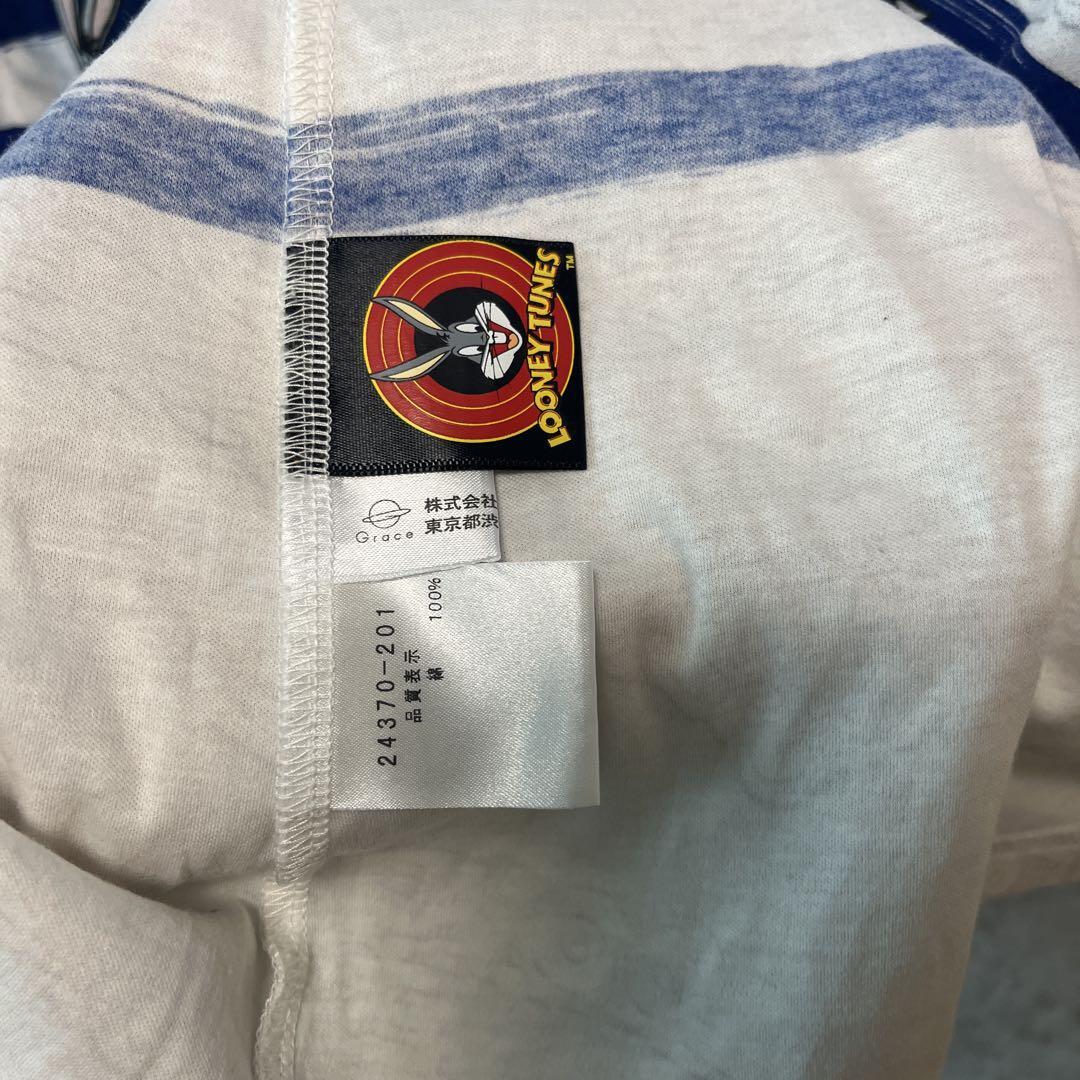 LOONEY TUNES ™
Grace
株式会社
東京都渋
24370-201
品質表示
綿 100%